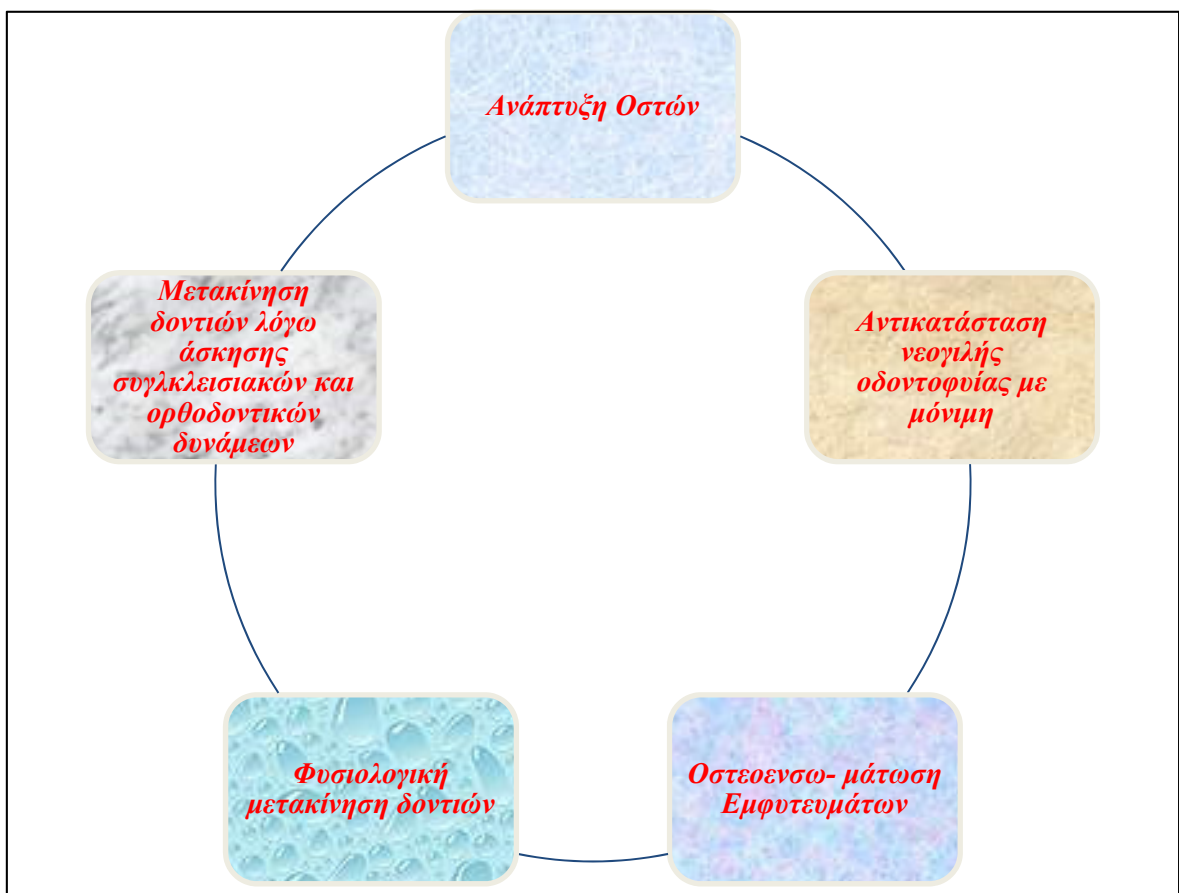 Ανάπτυξη Οστών
Αντικατάσταση
νεογιλής
οδοντοφυίας με
μόνιμη
Οστεοενσω- μάτωση
Εμφυτευμάτων
Φυσιολογική
μετακίνηση δοντιών
Μετακίνηση
δοντιών λόγω
άσκησης
συγλκλεισιακών και
ορθοδοντικών
δυνάμεων